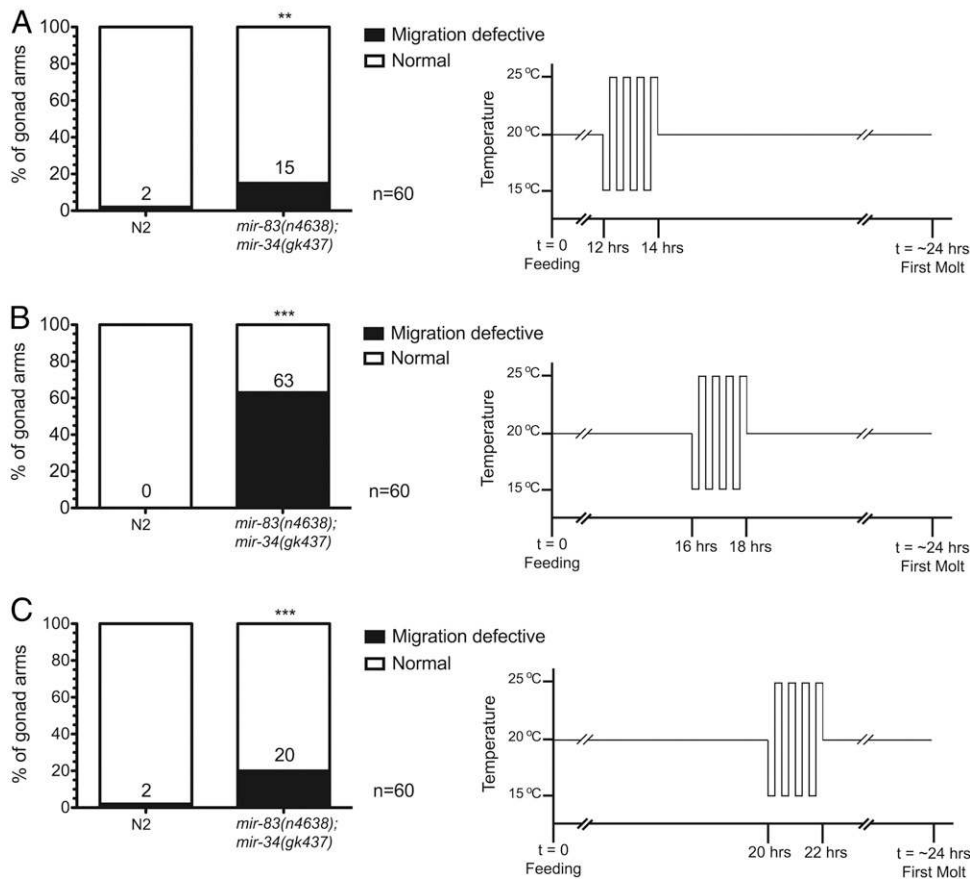 A
**
100
80
60
40
20
0
% of gonad arms
2
15
N2
mir-83(n4638);
mir-34(gk437)
Migration defective
Normal
n=60
Temperature
25 °C
20 °C
15 °C
12 hrs
14 hrs
t = 0
Feeding
t = ~24 hrs
First Molt
B
***
100
80
60
40
20
0
% of gonad arms
0
63
N2
mir-83(n4638);
mir-34(gk437)
Migration defective
Normal
n=60
Temperature
25 °C
20 °C
15 °C
16 hrs
18 hrs
t = 0
Feeding
t = ~24 hrs
First Molt
C
***
100
80
60
40
20
0
% of gonad arms
2
20
N2
mir-83(n4638);
mir-34(gk437)
Migration defective
Normal
n=60
Temperature
25 °C
20 °C
15 °C
20 hrs
22 hrs
t = 0
Feeding
t = ~24 hrs
First Molt